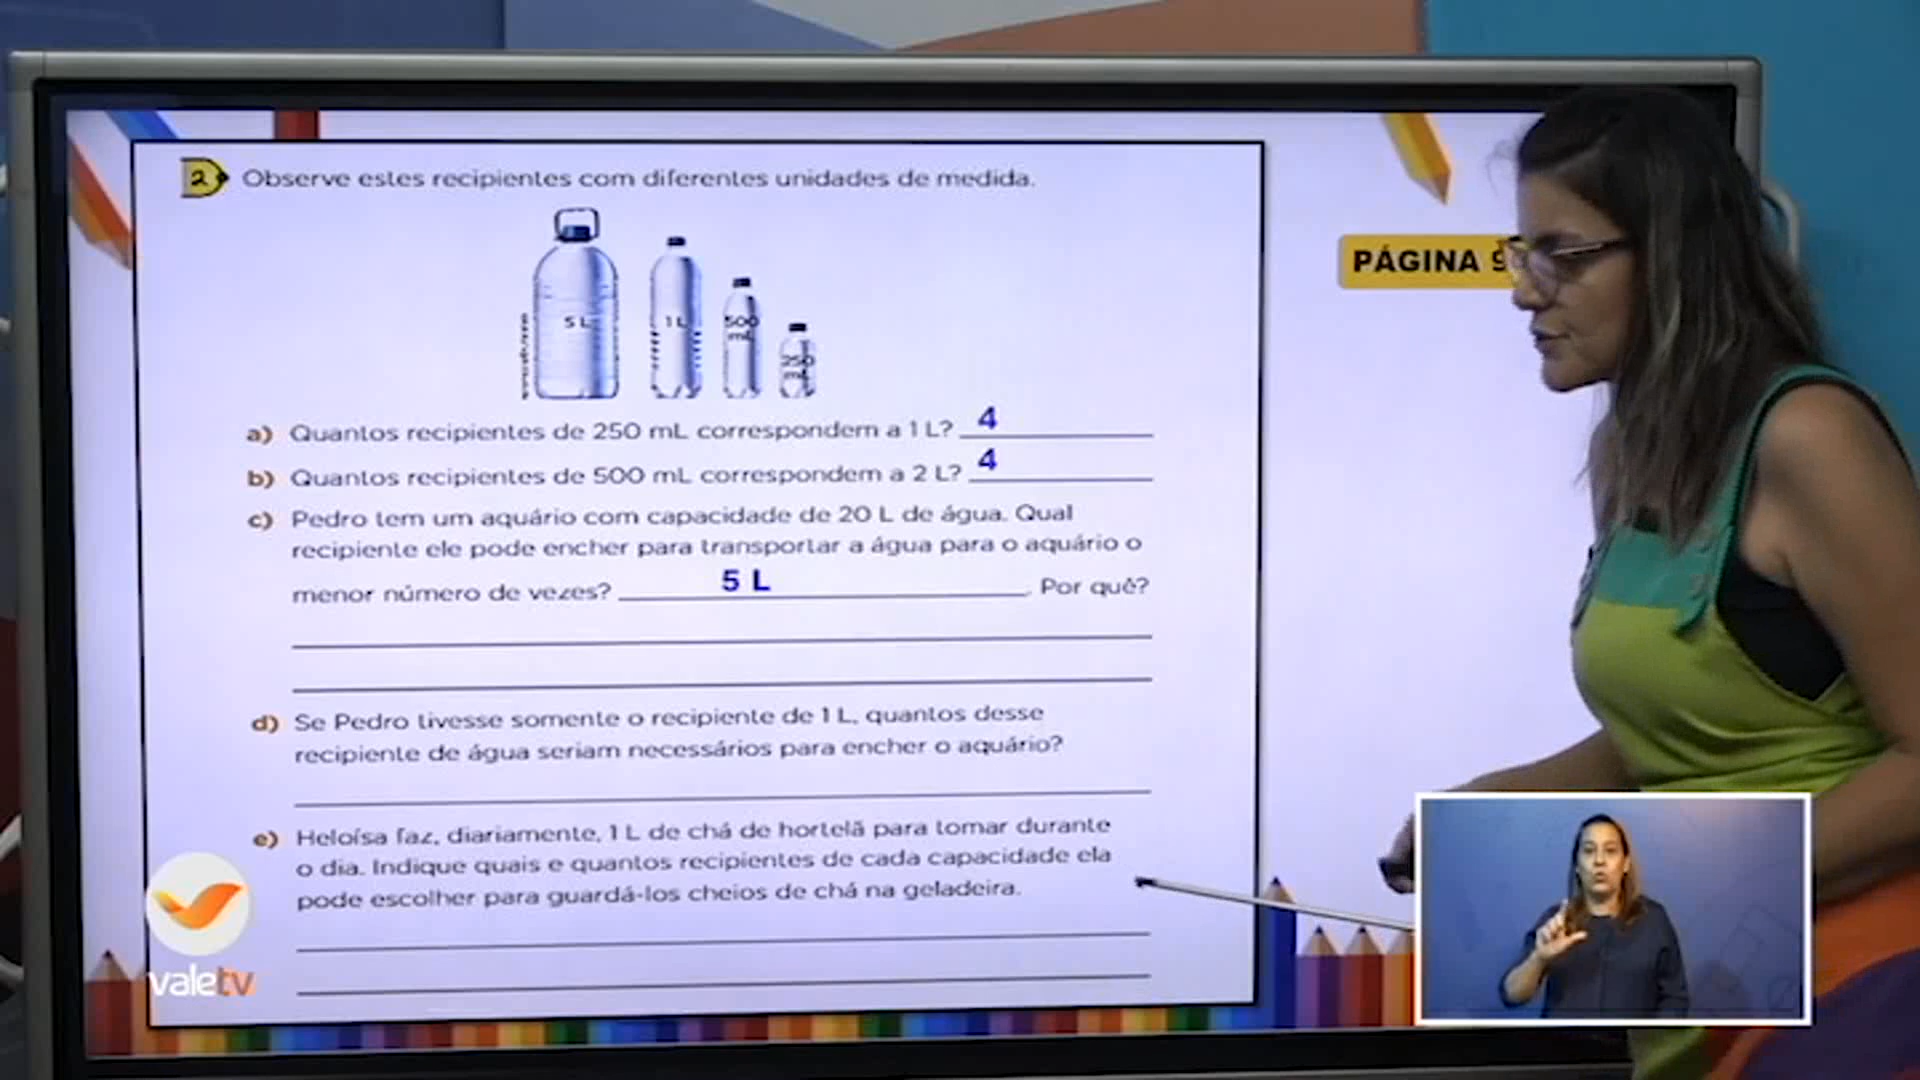 2 Observe estes recipientes com diferentes unidades de medida.
5 L
1 L
500
mL
250
mL
PÁGINA 9
a) Quantos recipientes de 250 mL correspondem a 1 L? 4
b) Quantos recipientes de 500 mL correspondem a 2 L? 4
c) Pedro tem um aquário com capacidade de 20 L de água. Qual
recipiente ele pode encher para transportar a água para o aquário o
menor número de vezes? 5 L. Por quê?
d) Se Pedro tivesse somente o recipiente de 1 L, quantos desse
recipiente de água seriam necessários para encher o aquário?
e) Heloísa faz, diariamente, 1 L de chá de hortelã para tomar durante
o dia. Indique quais e quantos recipientes de cada capacidade ela
pode escolher para guardá-los cheios de chá na geladeira.
valetv